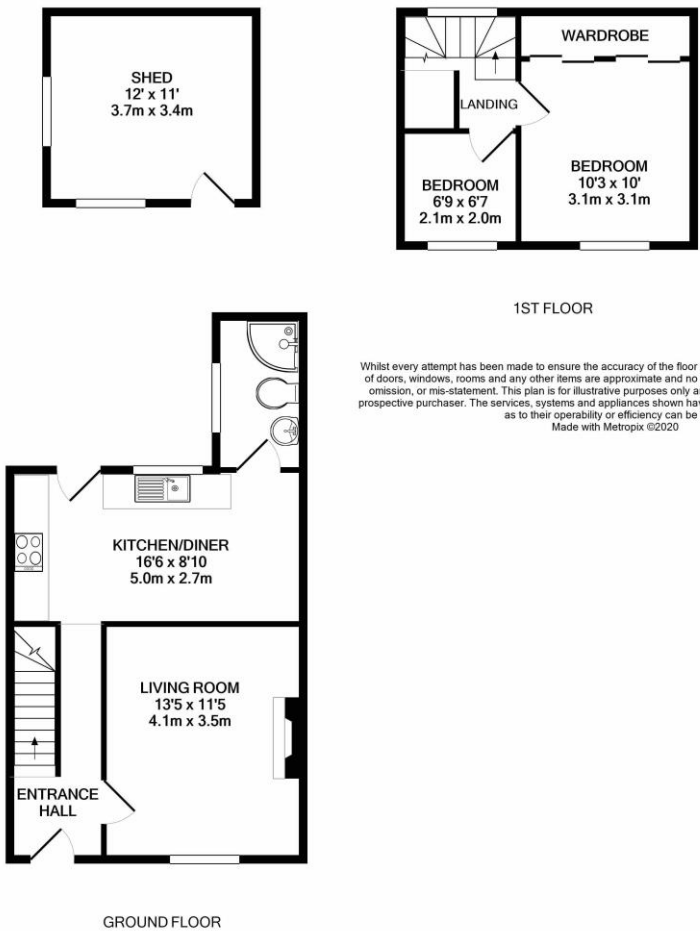 SHED
12' x 11'
3.7m x 3.4m
WARDROBE
LANDING
BEDROOM
10'3 x 10'
3.1m x 3.1m
BEDROOM
6'9 x 6'7
2.1m x 2.0m
1ST FLOOR
Whilst every attempt has been made to ensure the accuracy of the floor
of doors, windows, rooms and any other items are approximate and no
omission, or mis-statement. This plan is for illustrative purposes only
prospective purchaser. The services, systems and appliances shown
as to their operability or efficiency can be
Made with Metropix ©2020
KITCHEN/DINER
16'6 x 8'10
5.0m x 2.7m
LIVING ROOM
13'5 x 11'5
4.1m x 3.5m
ENTRANCE
HALL
GROUND FLOOR